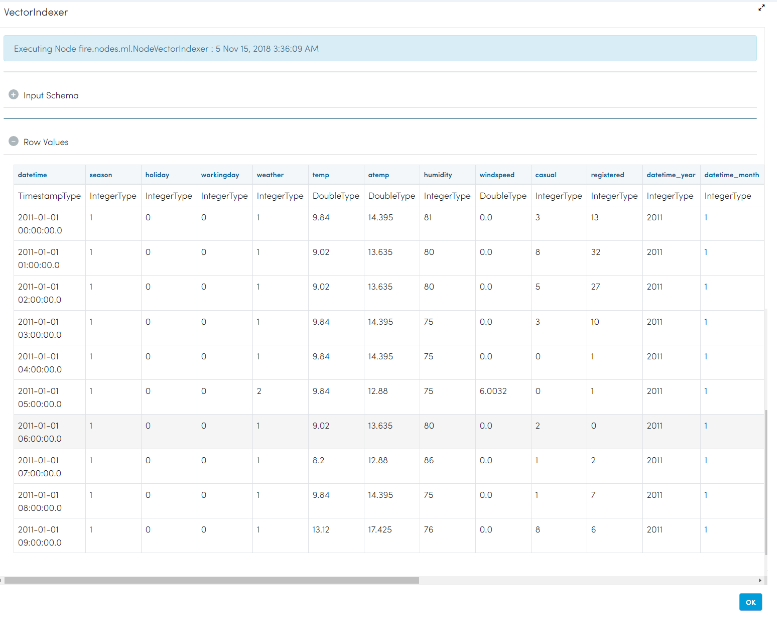 VectorIndexer
Executing Node fire.nodes.ml.NodeVectorIndexer : 5 Nov 15, 2018 3:36:09 AM
Input Schema
Row Values
datetime season holiday workingday weather temp atemp humidity windspeed casual registered datetime_year datetime_month
TimestampType IntegerType IntegerType IntegerType IntegerType DoubleType DoubleType IntegerType DoubleType IntegerType IntegerType IntegerType IntegerType
2011-01-01 1 0 0 1 9.84 14.395 81 0.0 3 13 2011 1
00:00:00.0
2011-01-01 1 0 0 1 9.02 13.635 80 0.0 8 32 2011 1
01:00:00.0
2011-01-01 1 0 0 1 9.02 13.635 80 0.0 5 27 2011 1
02:00:00.0
2011-01-01 1 0 0 1 9.84 14.395 75 0.0 3 10 2011 1
03:00:00.0
2011-01-01 1 0 0 1 9.84 14.395 75 0.0 0 1 2011 1
04:00:00.0
2011-01-01 1 0 0 2 9.84 12.88 75 6.0032 0 1 2011 1
05:00:00.0
2011-01-01 1 0 0 1 9.02 13.635 80 0.0 2 0 2011 1
06:00:00.0
2011-01-01 1 0 0 1 8.2 12.88 86 0.0 1 2 2011 1
07:00:00.0
2011-01-01 1 0 0 1 9.84 14.395 75 0.0 1 7 2011 1
08:00:00.0
2011-01-01 1 0 0 1 13.12 17.425 76 0.0 8 6 2011 1
09:00:00.0
OK